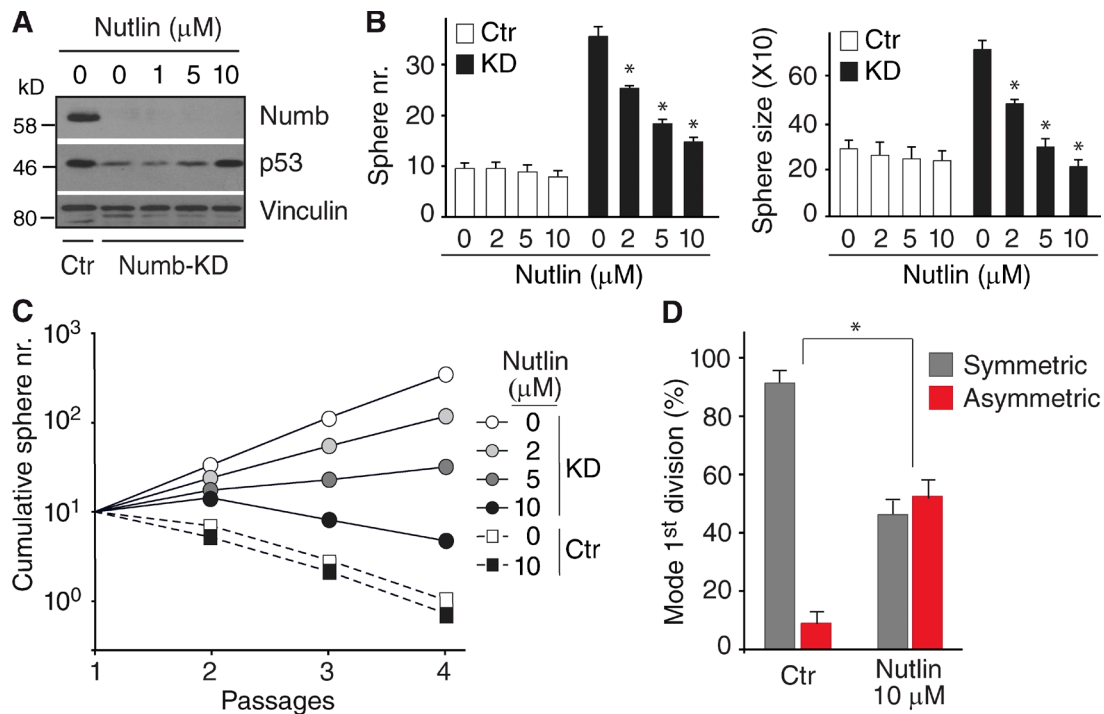 A
Nutlin (μM)
kD
0 0 1 5 10
58
Numb
46
p53
80
Vinculin
Ctr
Numb-KD
B
Sphere nr.
30
20
10
0
Ctr
KD
*
*
*
0 2 5 10 0 2 5 10
Nutlin (μM)
Sphere size (X10)
60
40
20
0
Ctr
KD
*
*
*
0 2 5 10 0 2 5 10
Nutlin (μM)
C
Cumulative sphere nr.
10³
10²
10¹
10⁰
1 2 3 4
Passages
Nutlin
(μM)
0
2
5
10
KD
0
10
Ctr
D
Mode 1st division (%)
100
80
60
40
20
0
*
Symmetric
Asymmetric
Ctr
Nutlin
10 μM